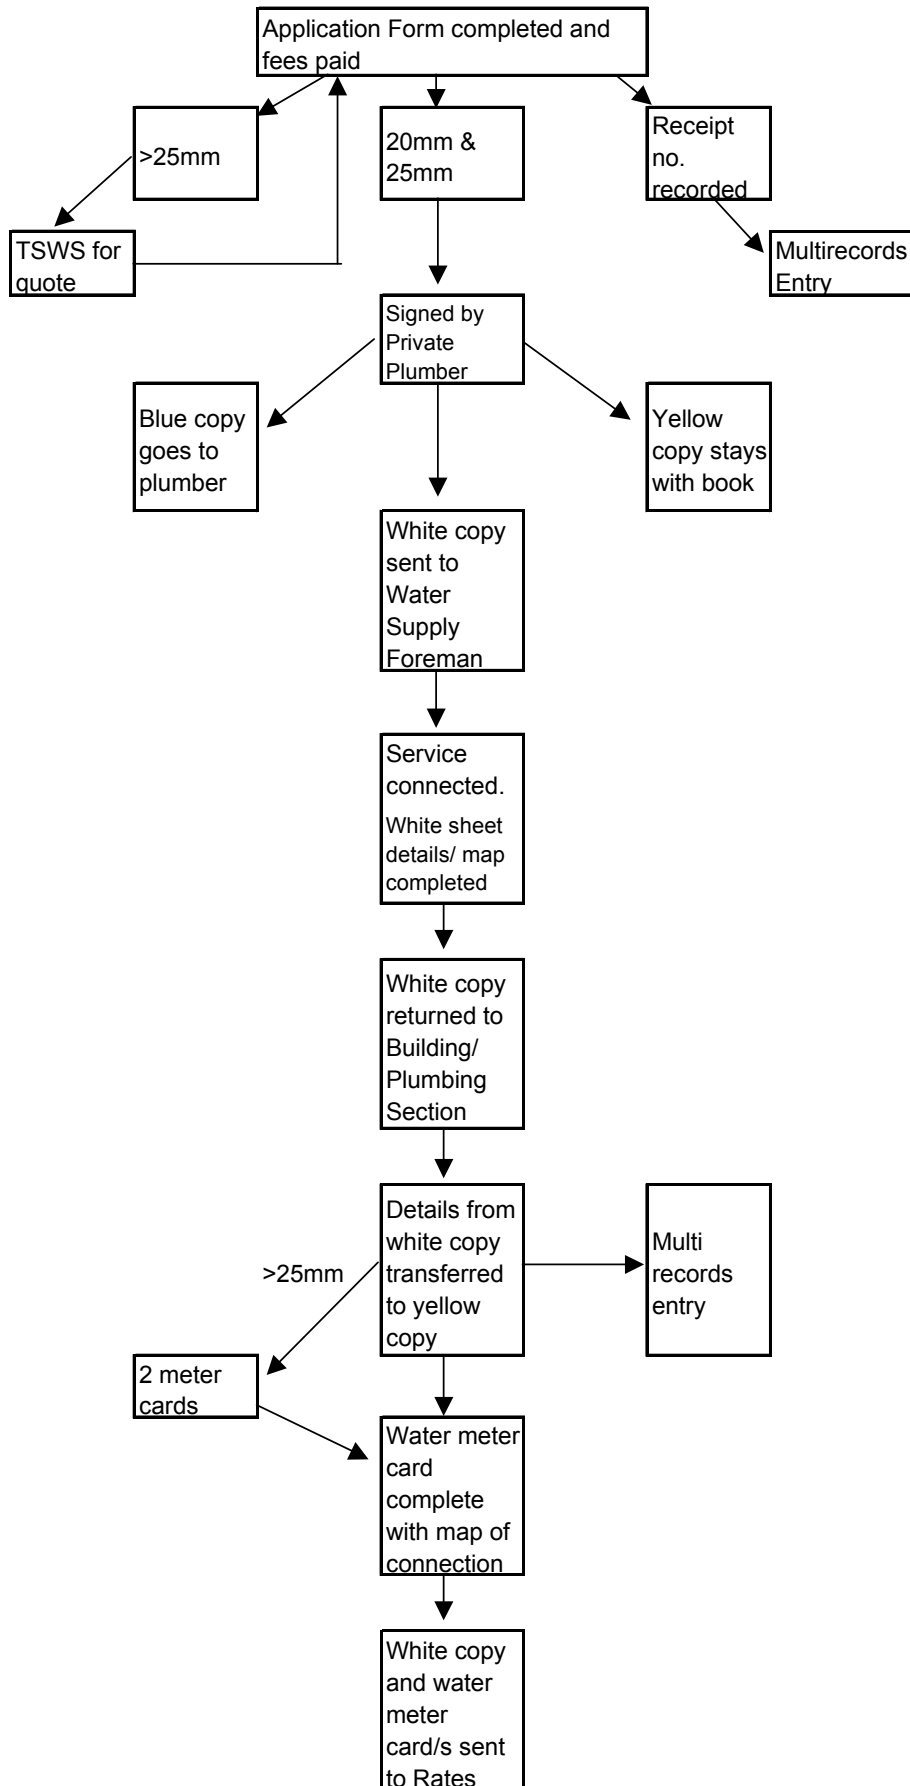 Application Form completed and
fees paid
>25mm
20mm &
25mm
Receipt
no.
recorded
TSWS for
quote
Multirecords
Entry
Signed by
Private
Plumber
Blue copy
goes to
plumber
Yellow
copy stays
with book
White copy
sent to
Water
Supply
Foreman
Service
connected.
White sheet
details/ map
completed
White copy
returned to
Building/
Plumbing
Section
Details from
white copy
transferred
to yellow
copy
>25mm
Multi
records
entry
2 meter
cards
Water meter
card
complete
with map of
connection
White copy
and water
meter
card/s sent
to Rates